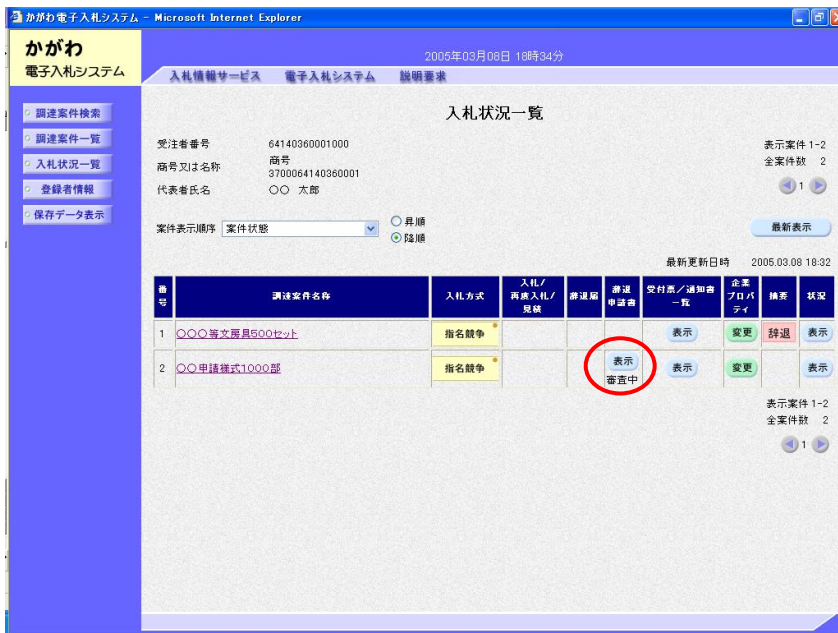 かがわ電子入札システム - Microsoft Internet Explorer
かがわ
電子入札システム
2005年03月08日 18時34分
入札情報サービス 電子入札システム 説明要求
調達案件検索
調達案件一覧
入札状況一覧
登録者情報
保存データ表示
入札状況一覧
受注者番号 64140360001000
商号又は名称 商号
3700064140360001
代表者氏名 〇〇 太郎
表示案件 1-2
全案件数 2
1
案件表示順序 案件状態
昇順
降順
最新表示
最新更新日時 2005.03.08 18:32
番号 調達案件名称 入札方式 入札/再度入札/見積 辞退届 辞退申請書 受付票/通知書一覧 企業プロパティ 摘要 状況
1 〇〇〇等文房具500セット 指名競争 表示 変更 辞退 表示
2 〇〇申請様式1000部 指名競争 表示 審査中 表示 変更 表示
表示案件 1-2
全案件数 2
1